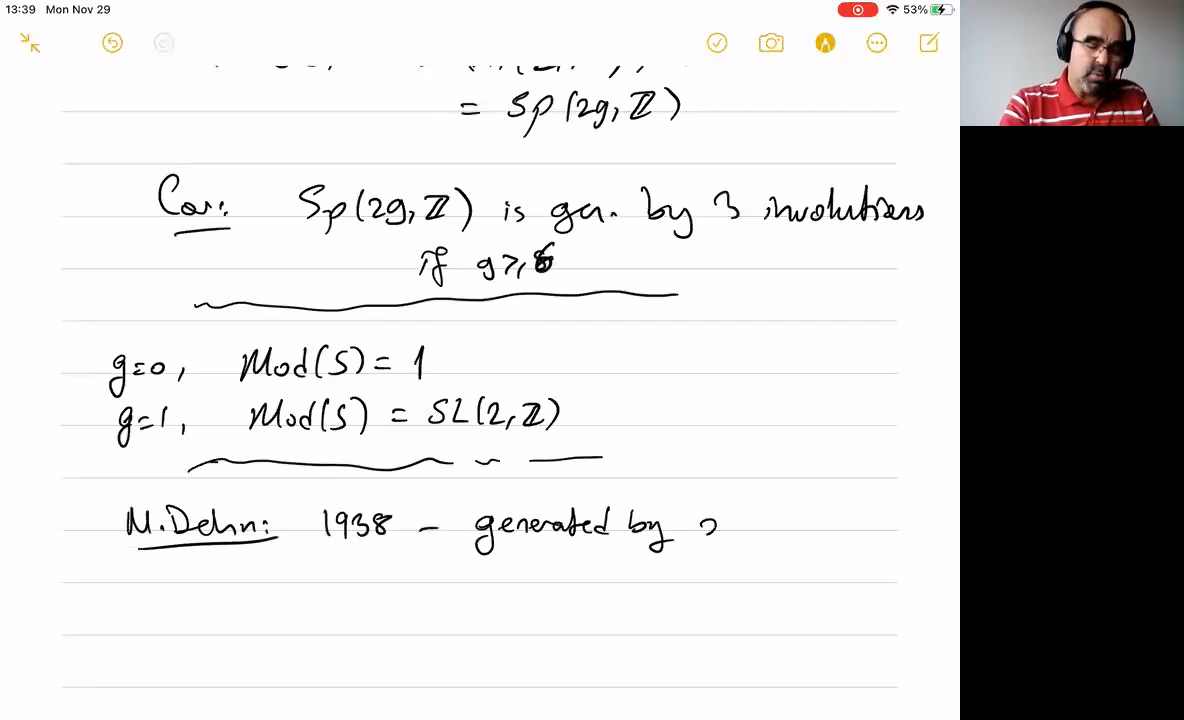 13:39 Mon Nov 29
53%
= Sp(2g, ℤ)
Cor: Sp(2g, ℤ) is gen. by 3 involutions
if g ≥ 6
g=0, Mod(S) = 1
g=1, Mod(S) = SL(2, ℤ)
M. Dehn: 1938 – generated by